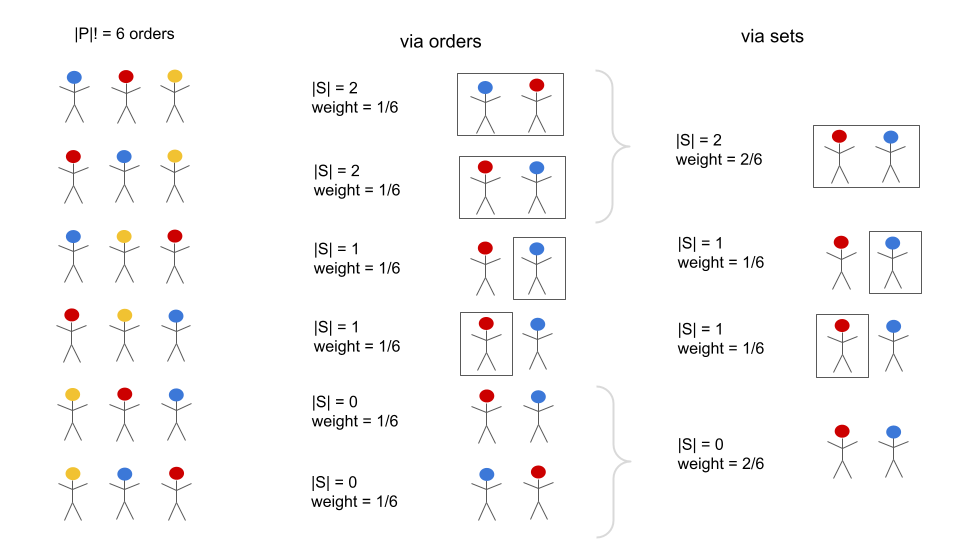 |P|! = 6 orders
via orders
via sets
|S| = 2
weight = 1/6
|S| = 2
weight = 1/6
|S| = 1
weight = 1/6
|S| = 1
weight = 1/6
|S| = 0
weight = 1/6
|S| = 0
weight = 1/6
|S| = 2
weight = 2/6
|S| = 1
weight = 1/6
|S| = 1
weight = 1/6
|S| = 0
weight = 2/6